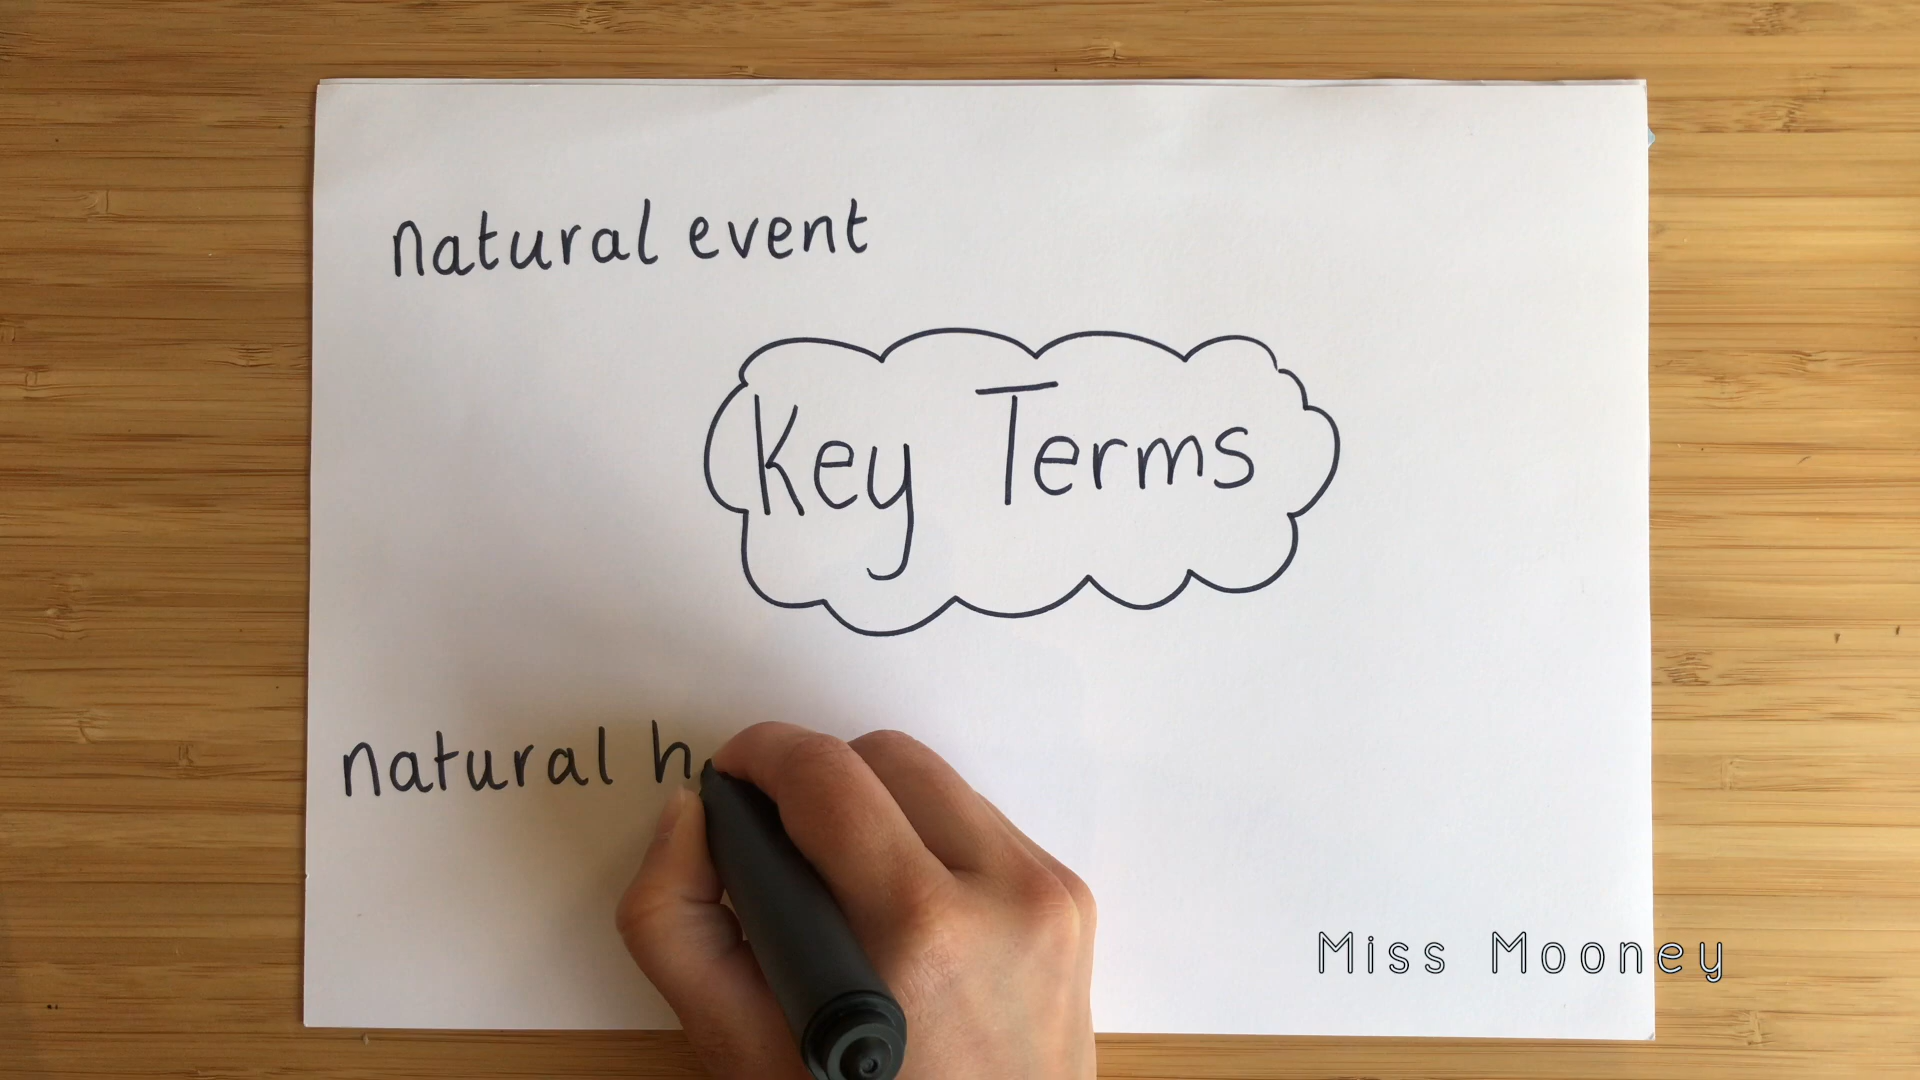 natural event
Key Terms
natural
Miss Mooney